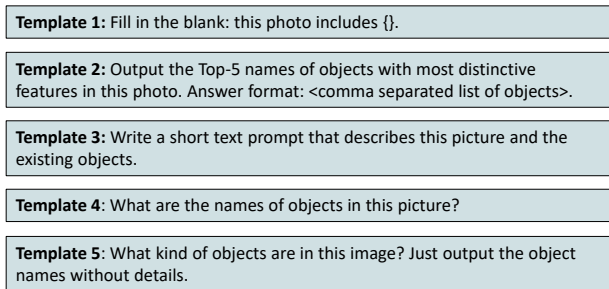 Template 1: Fill in the blank: this photo includes {}.
Template 2: Output the Top-5 names of objects with most distinctive
features in this photo. Answer format: <comma separated list of objects>.
Template 3: Write a short text prompt that describes this picture and the
existing objects.
Template 4: What are the names of objects in this picture?
Template 5: What kind of objects are in this image? Just output the object
names without details.